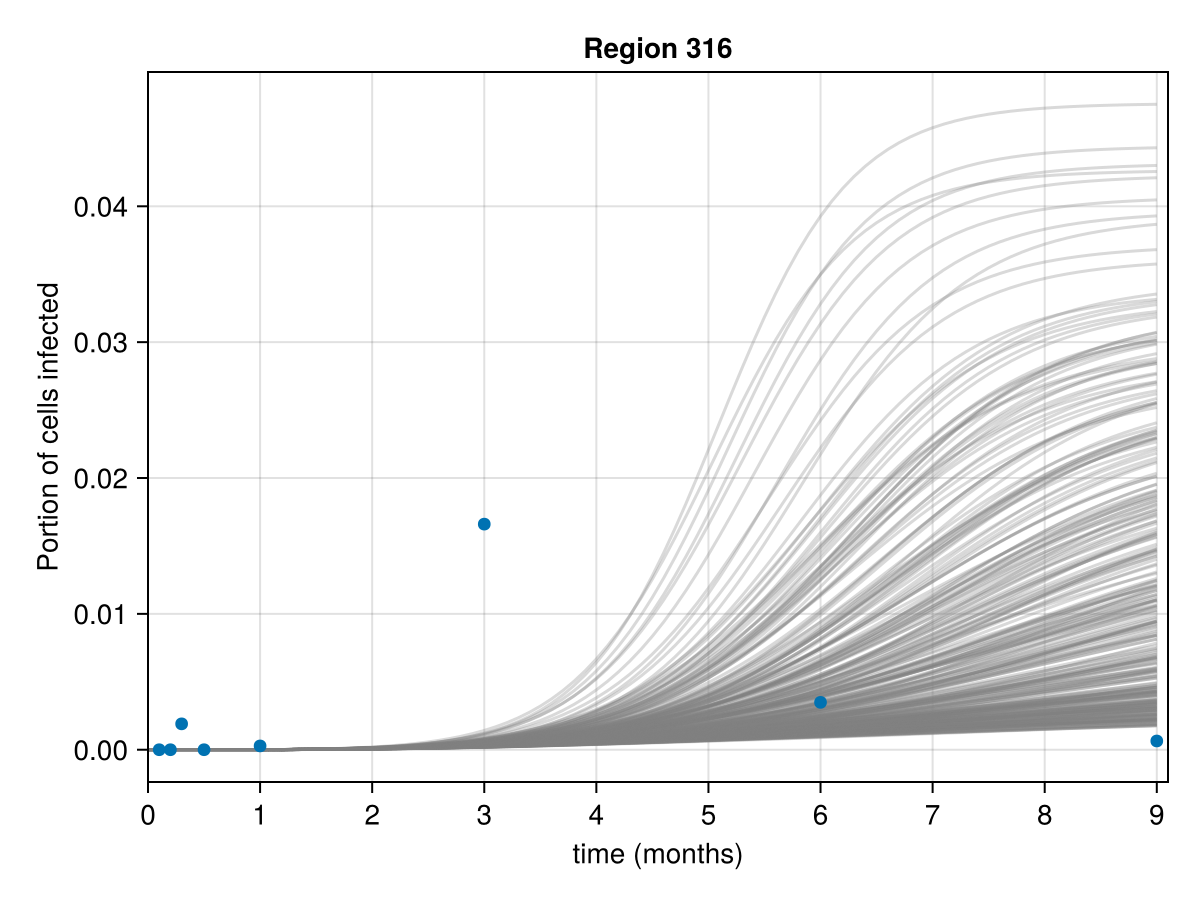 Region 316
Portion of cells infected
0.04
0.03
0.02
0.01
0.00
0 1 2 3 4 5 6 7 8 9
time (months)